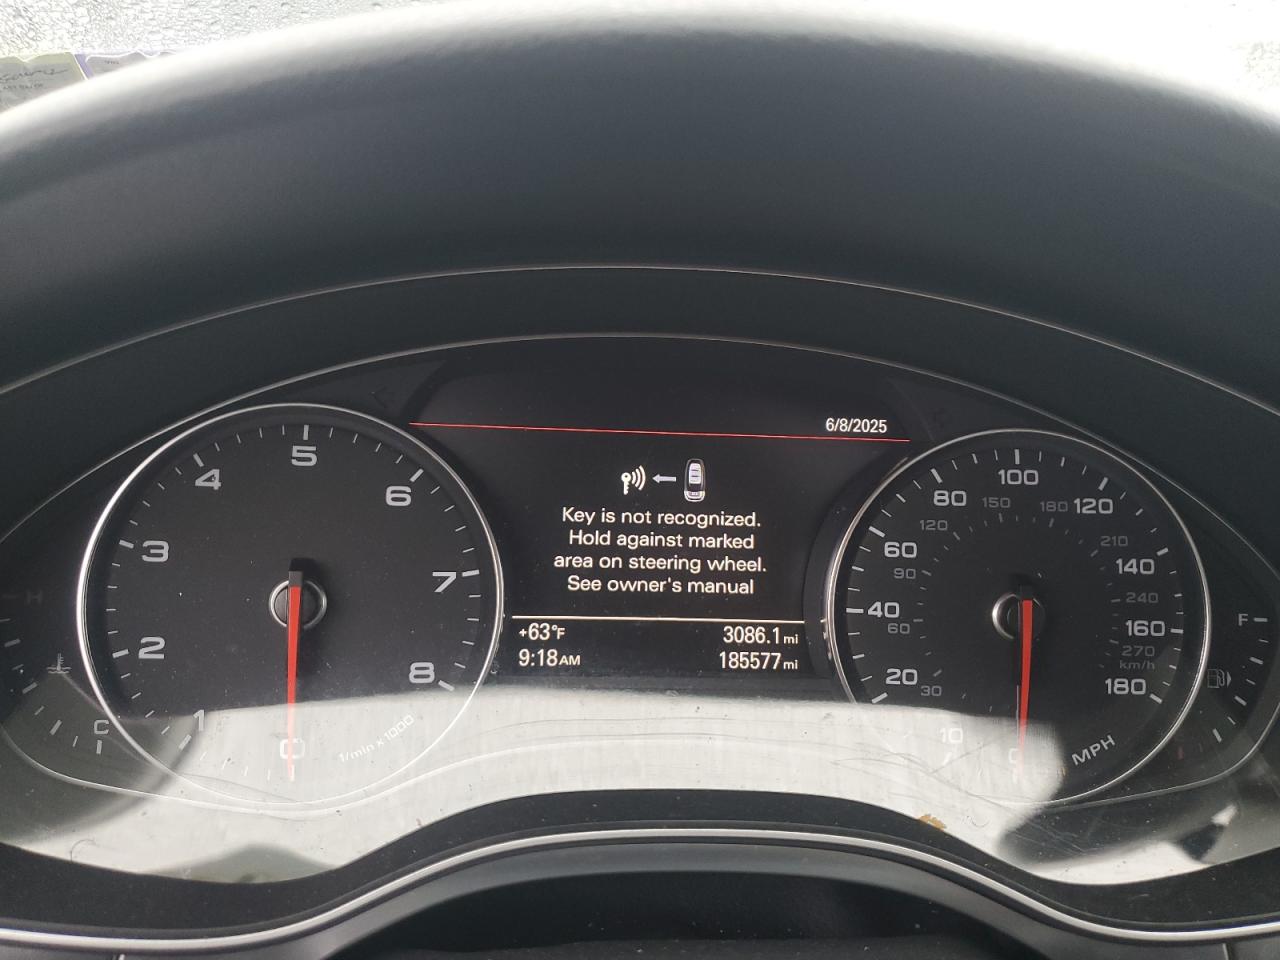 6/8/2025
Key is not recognized.
Hold against marked
area on steering wheel.
See owner's manual
+63°F
3086.1 mi
9:18 AM
185577 mi
H
C
0
1
2
3
4
5
6
7
8
1/min x 1000
0
10
20
40
60
80
100
120
140
160
180
30
60
90
120
150
180
210
240
270
km/h
MPH
F